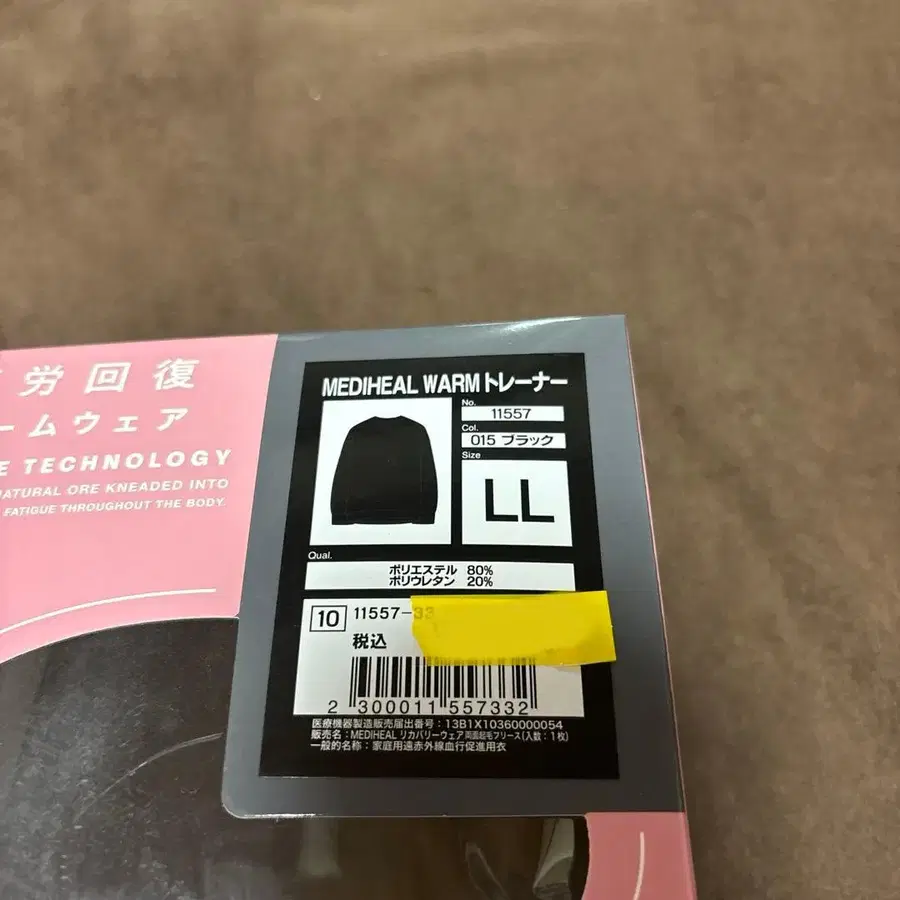 労回復
ームウェア
E TECHNOLOGY
NATURAL ORE KNEADED INTO
FATIGUE THROUGHOUT THE BODY.
MEDIHEAL WARM トレーナー
No.
11557
Col.
015 ブラック
Size
LL
Qual.
ポリエステル 80%
ポリウレタン 20%
10 11557-33
税込
2 300011 557332
医療機器製造販売届出番号:13B1X10360000054
販売名:MEDIHEAL リカバリーウェア両面起毛フリース(入数:1枚)
一般的名称:家庭用遠赤外線血行促進用衣